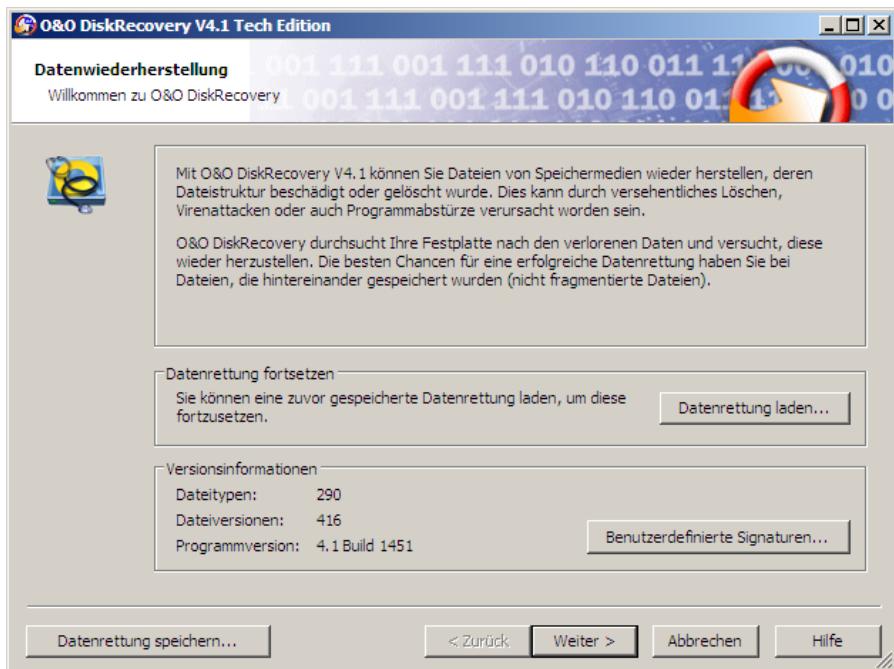 O&O DiskRecovery V4.1 Tech Edition
Datenwiederherstellung
Willkommen zu O&O DiskRecovery
001 111 001 111 010 110 011 11 010
001 111 001 111 010 110 01
Mit O&O DiskRecovery V4.1 können Sie Dateien von Speichermedien wieder herstellen, deren
Dateistruktur beschädigt oder gelöscht wurde. Dies kann durch versehentliches Löschen,
Virenattacken oder auch Programmabstürze verursacht worden sein.
O&O DiskRecovery durchsucht Ihre Festplatte nach den verlorenen Daten und versucht, diese
wieder herzustellen. Die besten Chancen für eine erfolgreiche Datenrettung haben Sie bei
Dateien, die hintereinander gespeichert wurden (nicht fragmentierte Dateien).
Datenrettung fortsetzen
Sie können eine zuvor gespeicherte Datenrettung laden, um diese
fortzusetzen.
Datenrettung laden...
Versionsinformationen
Dateitypen: 290
Dateiversionen: 416
Programmversion: 4.1 Build 1451
Benutzerdefinierte Signaturen...
Datenrettung speichern... < Zurück Weiter > Abbrechen Hilfe